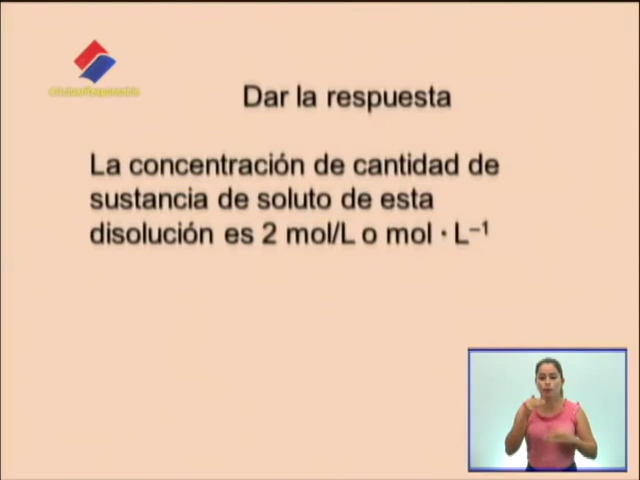 Dar la respuesta
La concentración de cantidad de
sustancia de soluto de esta
disolución es 2 mol/L o mol · L⁻¹